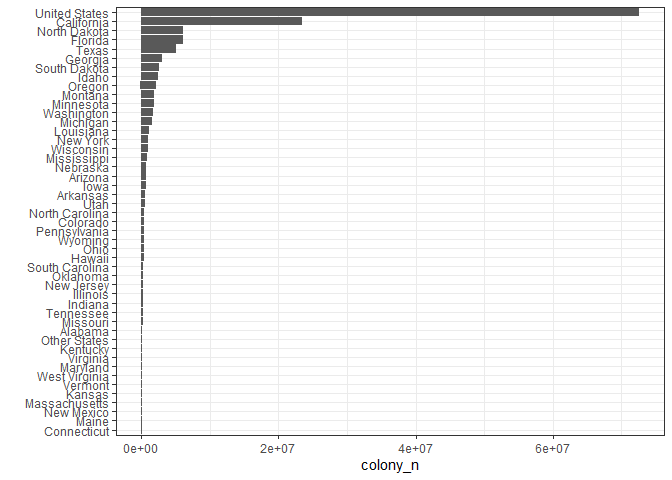 United States
California
North Dakota
Florida
Texas
Georgia
South Dakota
Idaho
Oregon
Montana
Minnesota
Washington
Michigan
Louisiana
New York
Wisconsin
Mississippi
Nebraska
Arizona
Iowa
Arkansas
Utah
North Carolina
Colorado
Pennsylvania
Wyoming
Ohio
Hawaii
South Carolina
Oklahoma
New Jersey
Illinois
Indiana
Tennessee
Missouri
Alabama
Other States
Kentucky
Virginia
Maryland
West Virginia
Vermont
Kansas
Massachusetts
New Mexico
Maine
Connecticut
0e+00 2e+07 4e+07 6e+07
colony_n